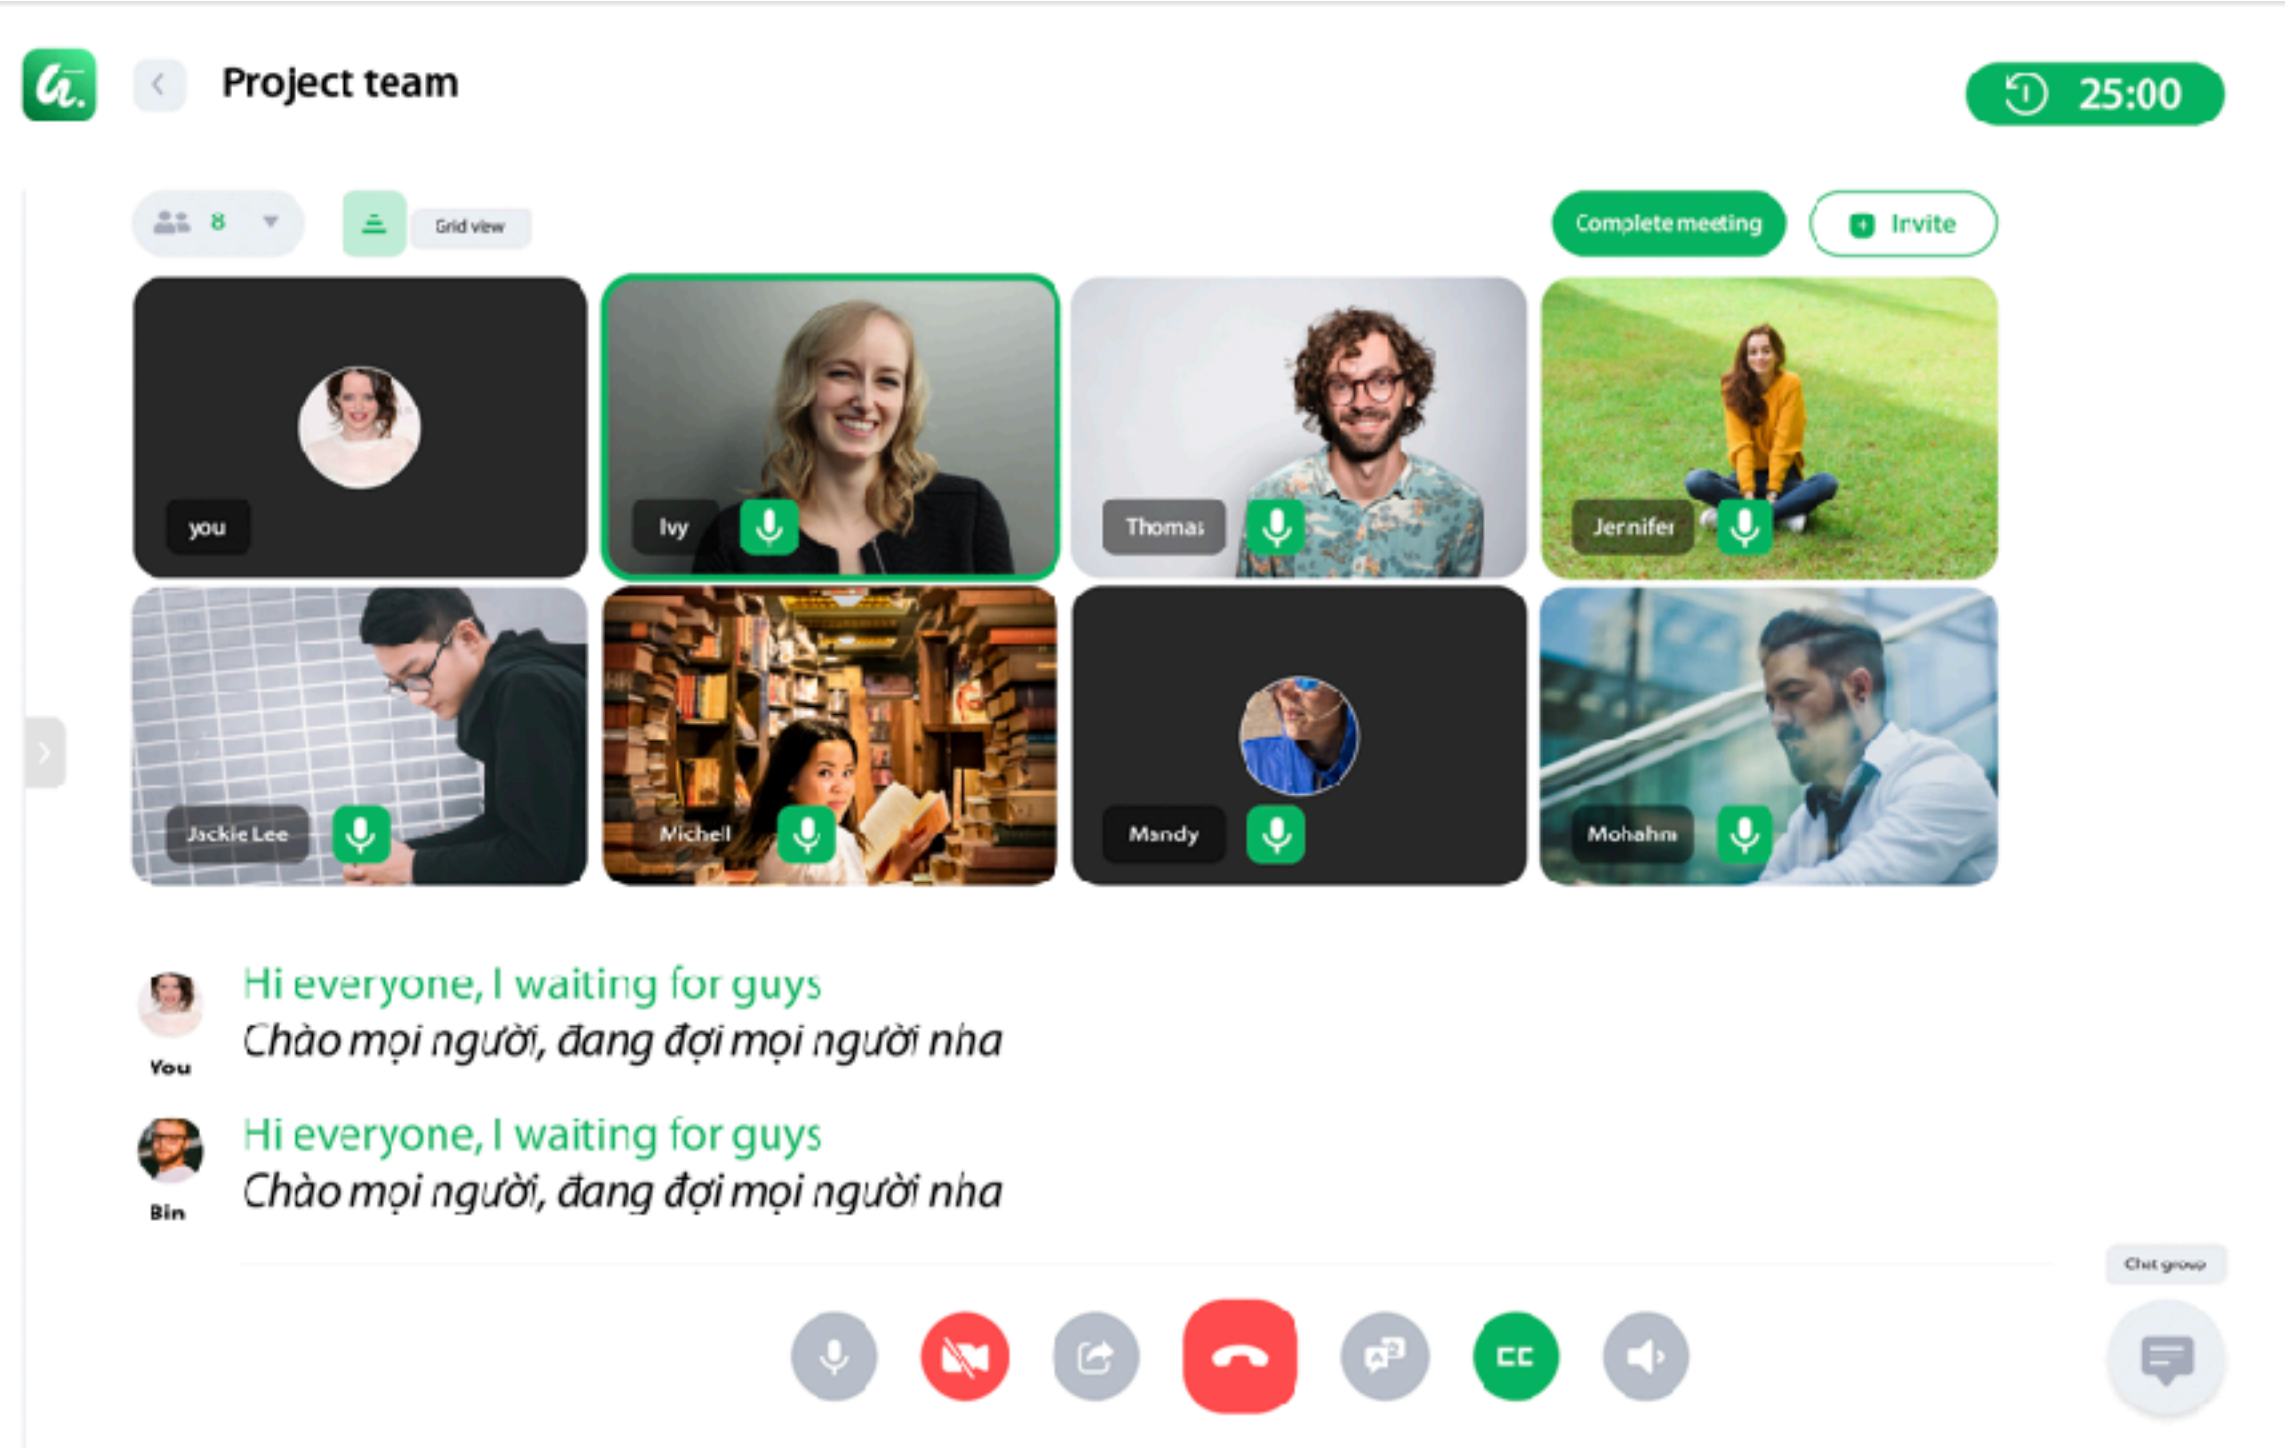 Project team
25:00
8
Grid view
Complete meeting
Invite
you
Ivy
Thomas
Jennifer
Jackie Lee
Michell
Mandy
Mohahm
Hi everyone, I waiting for guys
Chào mọi người, đang đợi mọi người nha
You
Hi everyone, I waiting for guys
Chào mọi người, đang đợi mọi người nha
Bin
Chat group
CC